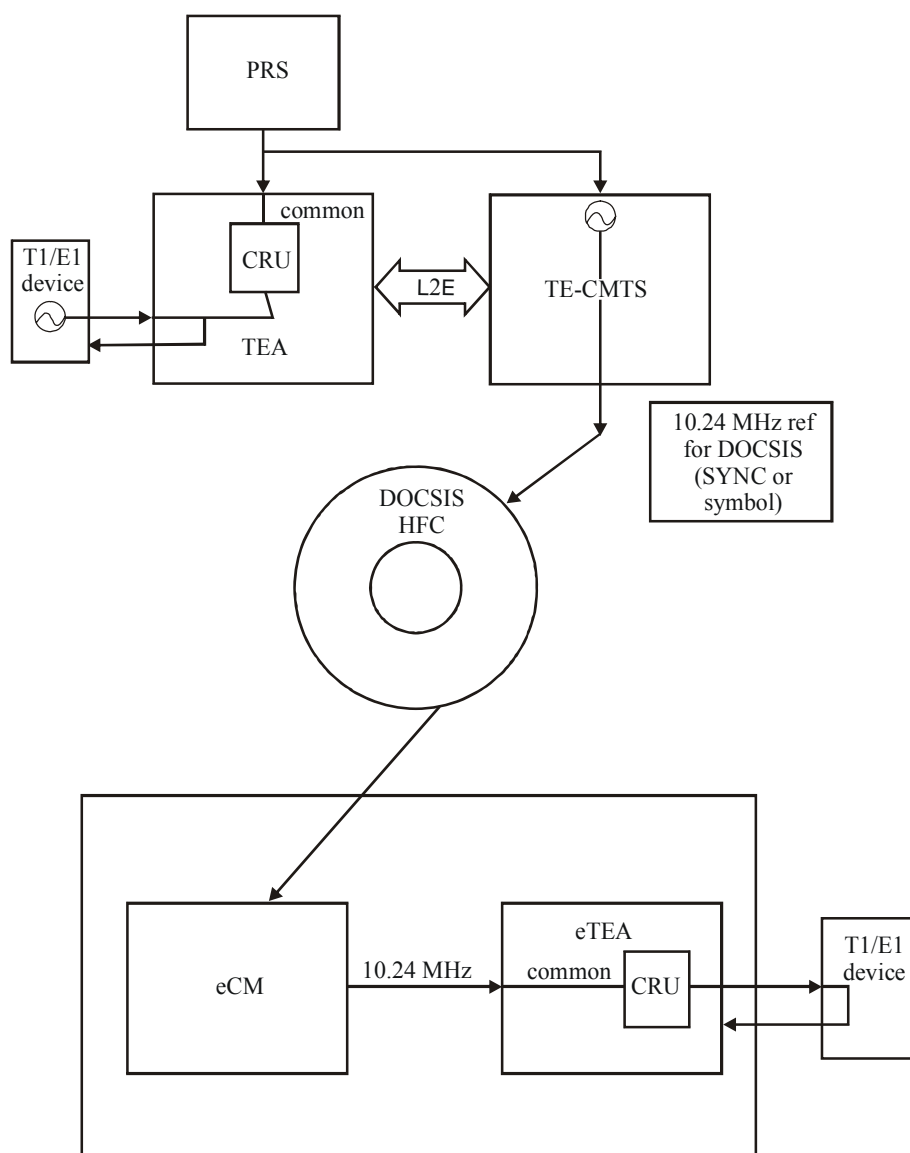 PRS
common
T1/E1
device
CRU
L2E
TE-CMTS
TEA
10.24 MHz ref
for DOCSIS
(SYNC or
symbol)
DOCSIS
HFC
eTEA
T1/E1
device
10.24 MHz
common
eCM
CRU